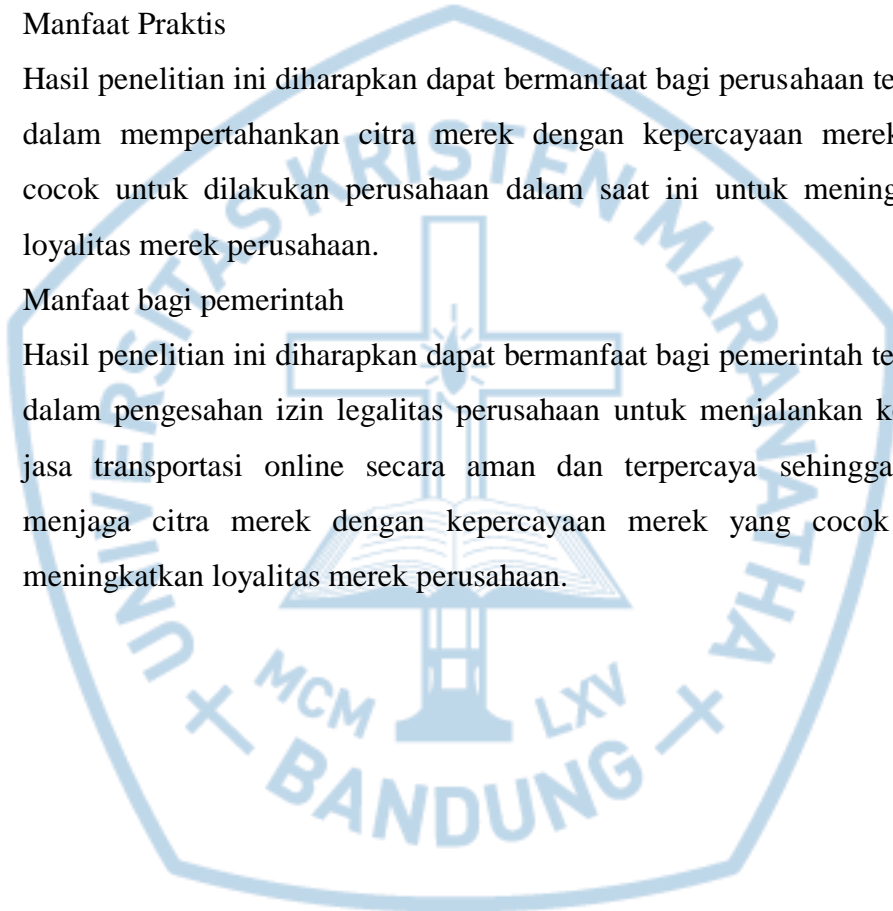 Manfaat Praktis
Hasil penelitian ini diharapkan dapat bermanfaat bagi perusahaan te
dalam mempertahankan citra merek dengan kepercayaan merek
cocok untuk dilakukan perusahaan dalam saat ini untuk mening
loyalitas merek perusahaan.
Manfaat bagi pemerintah
Hasil penelitian ini diharapkan dapat bermanfaat bagi pemerintah te
dalam pengesahan izin legalitas perusahaan untuk menjalankan k
jasa transportasi online secara aman dan terpercaya sehingga
menjaga citra merek dengan kepercayaan merek yang cocok
meningkatkan loyalitas merek perusahaan.
UNIVERSITAS KRISTEN MARANATHA
MCM LXV
BANDUNG